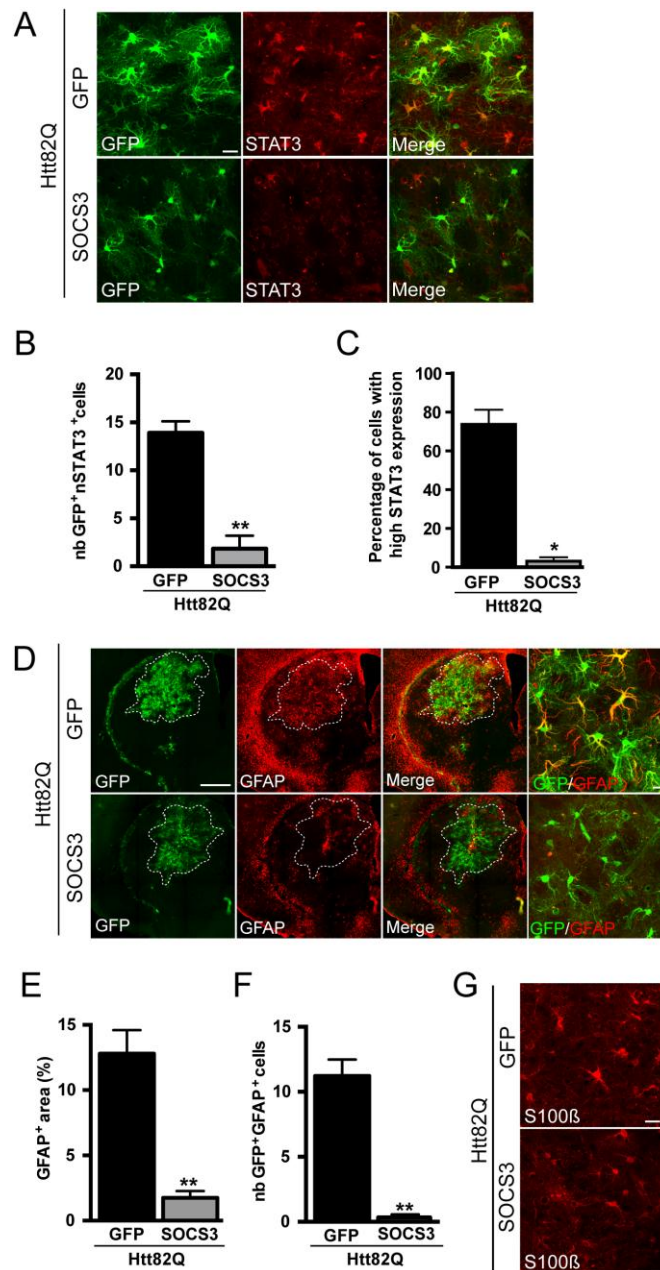 A
Htt82Q
GFP
GFP
STAT3
Merge
SOCS3
GFP
STAT3
Merge
B
nb GFP⁺nSTAT3⁺cells
20
15
10
5
0
**
GFP SOCS3
Htt82Q
C
Percentage of cells with
high STAT3 expression
100
80
60
40
20
0
*
GFP SOCS3
Htt82Q
D
Htt82Q
GFP
GFP
GFAP
Merge
GFP/GFAP
SOCS3
GFP
GFAP
Merge
GFP/GFAP
E
GFAP⁺ area (%)
15
10
5
0
**
GFP SOCS3
Htt82Q
F
nb GFP⁺GFAP⁺ cells
15
10
5
0
**
GFP SOCS3
Htt82Q
G
Htt82Q
GFP
S100ß
SOCS3
S100ß